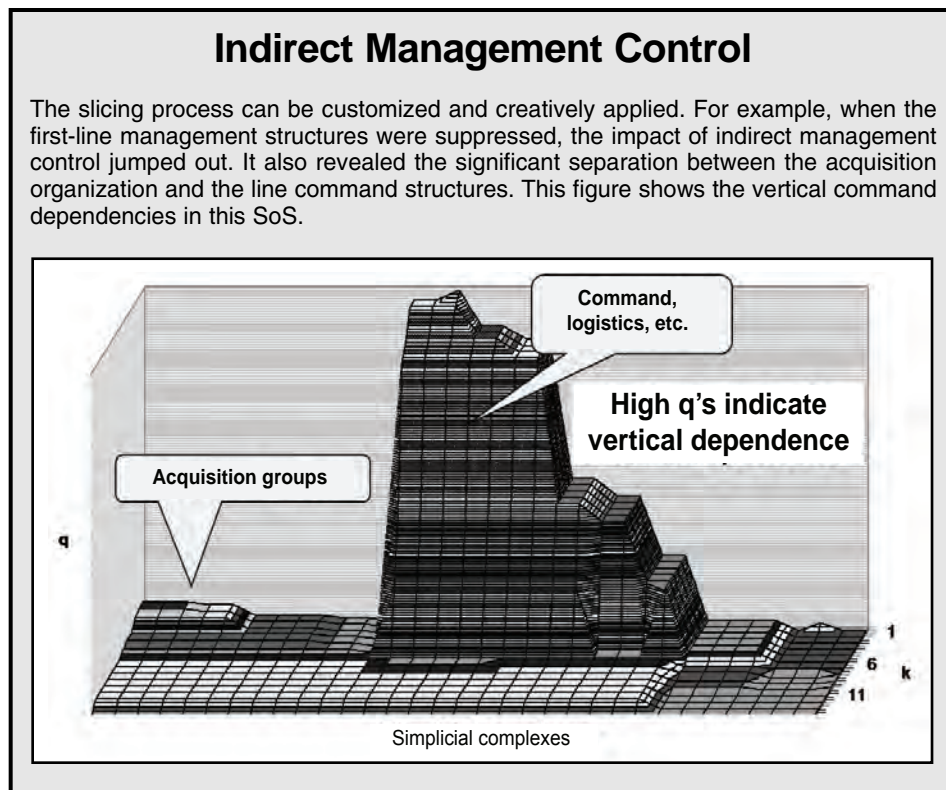 Indirect Management Control
The slicing process can be customized and creatively applied. For example, when the
first-line management structures were suppressed, the impact of indirect management
control jumped out. It also revealed the significant separation between the acquisition
organization and the line command structures. This figure shows the vertical command
dependencies in this SoS.
Command,
logistics, etc.
High q's indicate
vertical dependence
Acquisition groups
q
1
6
k
11
Simplicial complexes